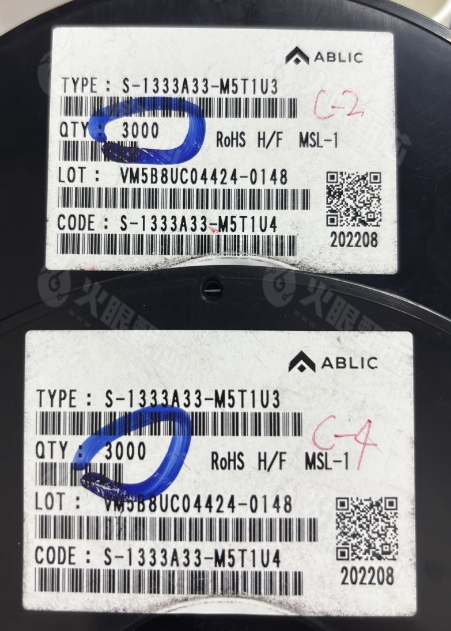 ABLIC
TYPE : S-1333A33-M5T1U3
C-2
QTY : 3000
RoHS H/F MSL-1
LOT : VM5B8UC04424-0148
CODE : S-1333A33-M5T1U4
202208
ABLIC
TYPE : S-1333A33-M5T1U3
C-4
QTY : 3000
RoHS H/F MSL-1
LOT : VM5B8UC04424-0148
CODE : S-1333A33-M5T1U4
202208